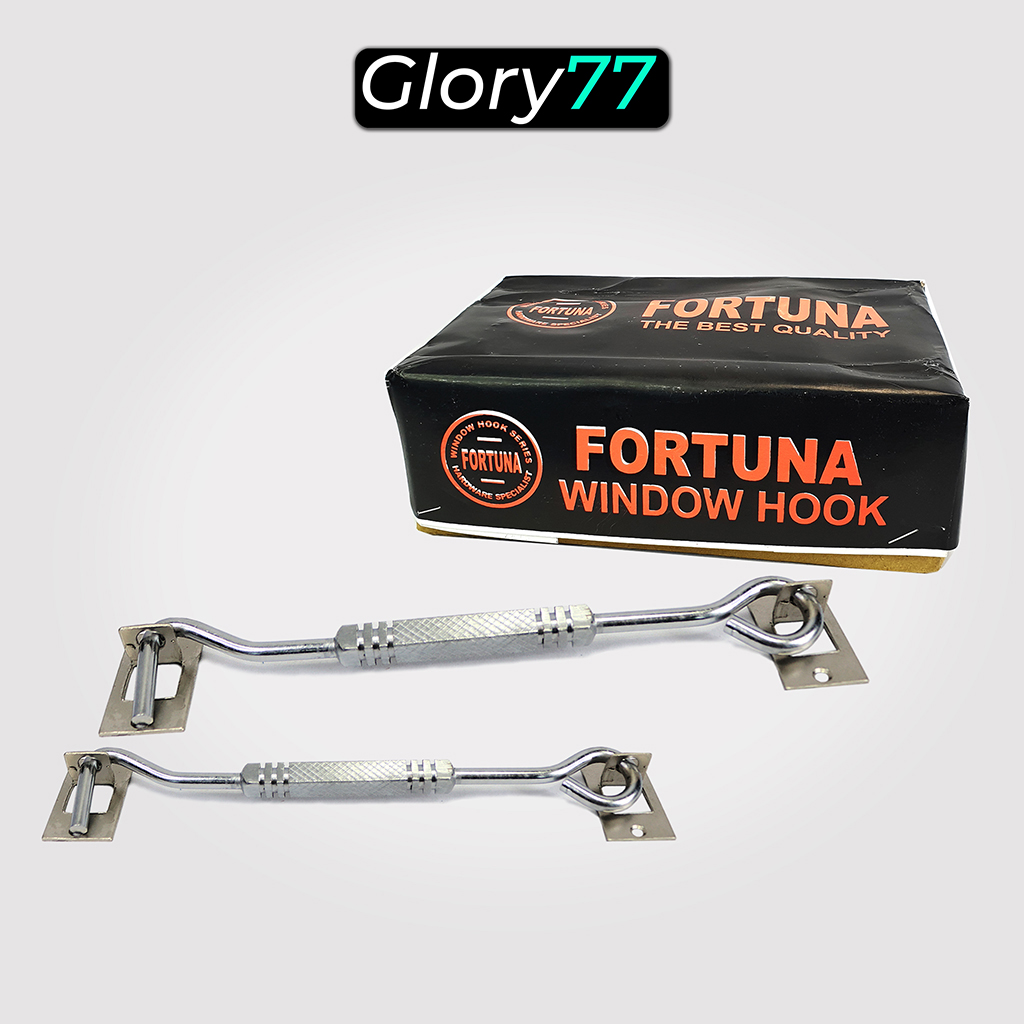 Glory77
FORTUNA
HARDWARE SPECIALIST
FORTUNA
THE BEST QUALITY
WINDOW HOOK SERIES
FORTUNA
HARDWARE SPECIALIST
FORTUNA
WINDOW HOOK